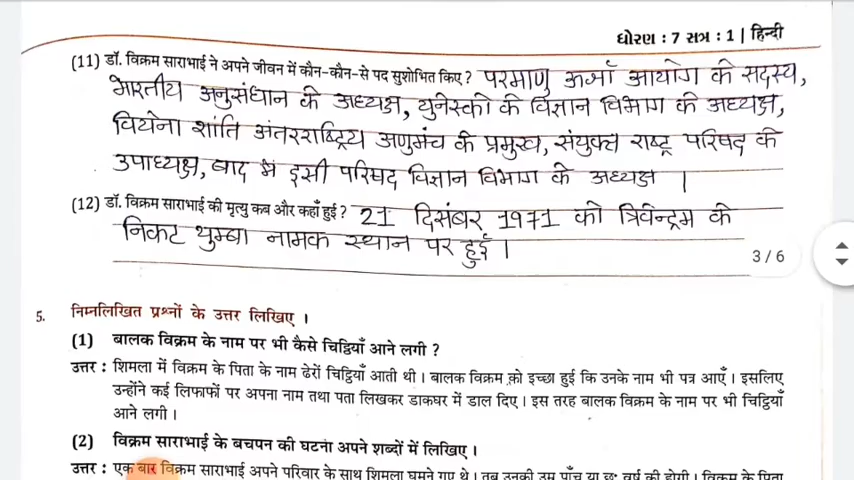 ધોરણ : 7 સત્ર : 1 | हिन्दी
(11) डॉ. विक्रम साराभाई ने अपने जीवन में कौन-कौन-से पद सुशोभित किए ? परमाणु ऊर्जा आयोग के सदस्य,
भारतीय अनुसंधान के अध्यक्ष, युनेस्को के विज्ञान विभाग के अध्यक्ष,
वियेना शांति अंतरराष्ट्रिय अणुमंच के प्रमुख, संयुक्त राष्ट्र परिषद के
उपाध्यक्ष, बाद में इसी परिषद विज्ञान विभाग के अध्यक्ष |
(12) डॉ. विक्रम साराभाई की मृत्यु कब और कहाँ हुई ? 21 दिसंबर 1971 को त्रिवेन्द्रम के
निकट थुम्बा नामक स्थान पर हुई ।
3 / 6
5. निम्नलिखित प्रश्नों के उत्तर लिखिए ।
(1) बालक विक्रम के नाम पर भी कैसे चिठ्ठियाँ आने लगी ?
उत्तर : शिमला में विक्रम के पिता के नाम ढेरों चिठ्ठियाँ आती थी । बालक विक्रम को इच्छा हुई कि उनके नाम भी पत्र आएँ । इसलिए
उन्होंने कई लिफाफों पर अपना नाम तथा पता लिखकर डाकघर में डाल दिए । इस तरह बालक विक्रम के नाम पर भी चिठ्ठियाँ
आने लगी ।
(2) विक्रम साराभाई के बचपन की घटना अपने शब्दों में लिखिए ।
उत्तर : एक बार विक्रम साराभाई अपने परिवार के साथ शिमला घूमने गए थे । तब उनकी उम्र पाँच या छः वर्ष की होगी । विक्रम के पिता